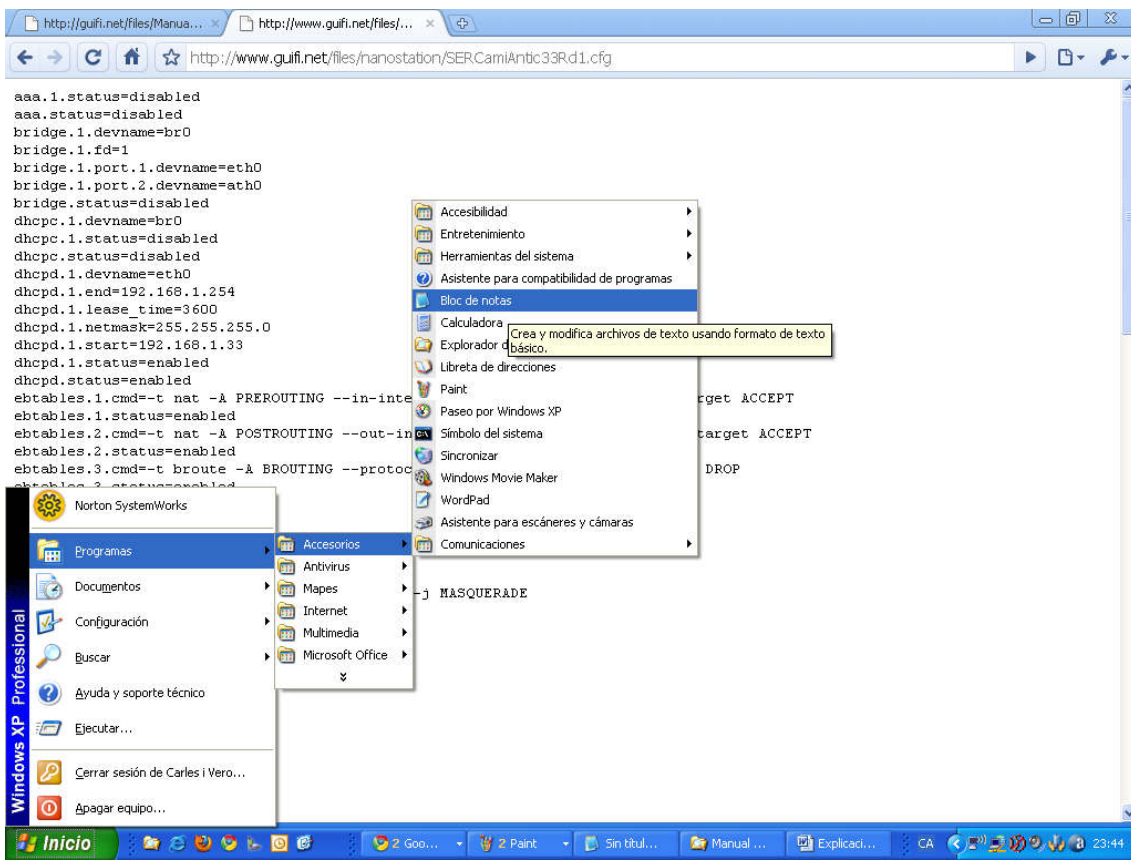 http://guifi.net/files/Manua...
http://www.guifi.net/files/...
http://www.guifi.net/files/nanostation/SERCamiAntic33Rd1.cfg
aaa.1.status=disabled
aaa.status=disabled
bridge.1.devname=br0
bridge.1.fd=1
bridge.1.port.1.devname=eth0
bridge.1.port.2.devname=ath0
bridge.status=disabled
dhcpc.1.devname=br0
dhcpc.1.status=disabled
dhcpc.status=disabled
dhcpd.1.devname=eth0
dhcpd.1.end=192.168.1.254
dhcpd.1.lease_time=3600
dhcpd.1.netmask=255.255.255.0
dhcpd.1.start=192.168.1.33
dhcpd.1.status=enabled
dhcpd.status=enabled
ebtables.1.cmd=-t nat -A PREROUTING --in-inte rget ACCEPT
ebtables.1.status=enabled
ebtables.2.cmd=-t nat -A POSTROUTING --out-in target ACCEPT
ebtables.2.status=enabled
ebtables.3.cmd=-t broute -A BROUTING --protoc DROP
ebtables.3.status=enabled
-j MASQUERADE
Accesibilidad
Entretenimiento
Herramientas del sistema
Asistente para compatibilidad de programas
Bloc de notas
Calculadora
Explorador d
Crea y modifica archivos de texto usando formato de texto
básico.
Libreta de direcciones
Paint
Paseo por Windows XP
Símbolo del sistema
Sincronizar
Windows Movie Maker
WordPad
Asistente para escáneres y cámaras
Comunicaciones
Accesorios
Antivirus
Mapes
Internet
Multimedia
Microsoft Office
Windows XP Professional
Norton SystemWorks
Programas
Documentos
Configuración
Buscar
Ayuda y soporte técnico
Ejecutar...
Cerrar sesión de Carles i Vero...
Apagar equipo...
Inicio
2 Goo...
2 Paint
Sin títul...
Manual ...
Explicaci...
CA
23:44